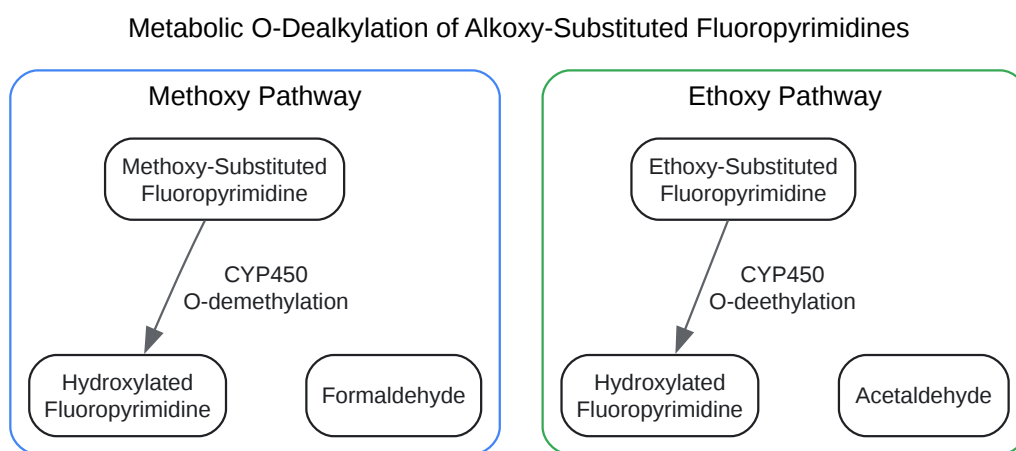 Metabolic O-Dealkylation of Alkoxy-Substituted Fluoropyrimidines
Methoxy Pathway
Methoxy-Substituted
Fluoropyrimidine
CYP450
O-demethylation
Hydroxylated
Fluoropyrimidine
Formaldehyde
Ethoxy Pathway
Ethoxy-Substituted
Fluoropyrimidine
CYP450
O-deethylation
Hydroxylated
Fluoropyrimidine
Acetaldehyde